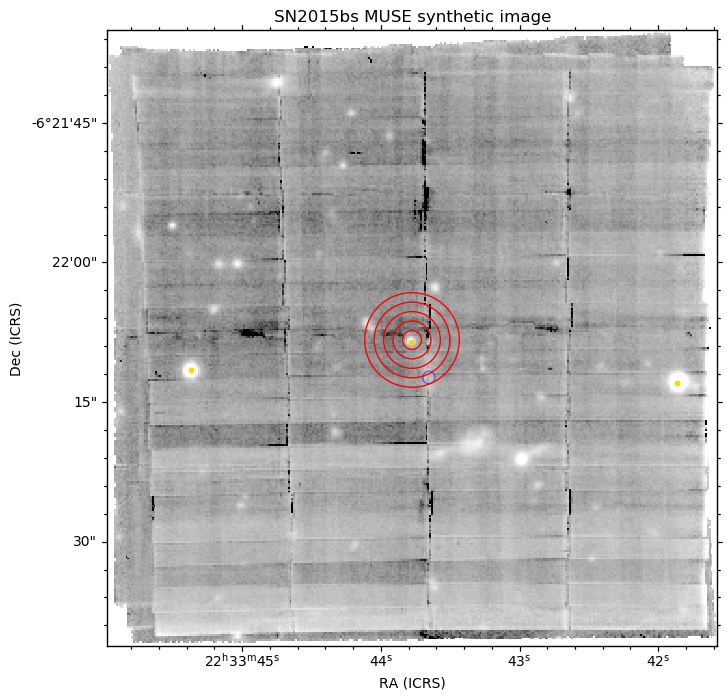 SN2015bs MUSE synthetic image
-6°21'45"
22'00"
15"
30"
Dec (ICRS)
22ʰ33ᵐ45ˢ
44ˢ
43ˢ
42ˢ
RA (ICRS)